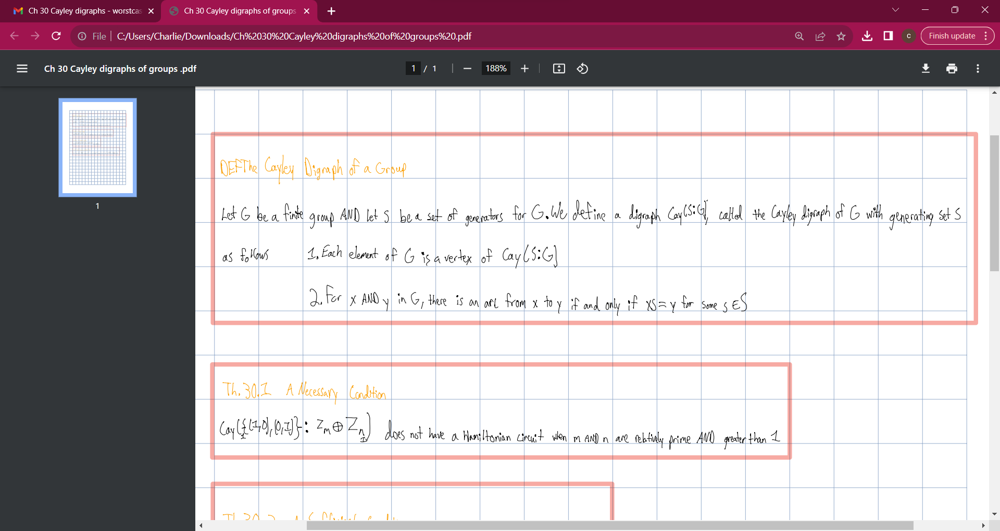 Ch 30 Cayley digraphs - worstcas
Ch 30 Cayley digraphs of groups
File
C:/Users/Charlie/Downloads/Ch%2030%20Cayley%20digraphs%20of%20groups%20.pdf
C
Finish update
Ch 30 Cayley digraphs of groups .pdf
1 / 1
188%
1
DEF The Cayley Digraph of a Group
Let G be a finite group AND let S be a set of generators for G. We define a digraph Cay(S:G), called the Cayley digraph of G with generating set S
as follows 1. Each element of G is a vertex of Cay(S:G)
2. For x AND y in G, there is an arc from x to y if and only if xs = y for some s ∈ S
Th. 30.1 A Necessary Condition
Cay({(1,0),(0,1)}: Zm ⊕ Zn) does not have a Hamiltonian circuit when m AND n are relatively prime AND greater than 1